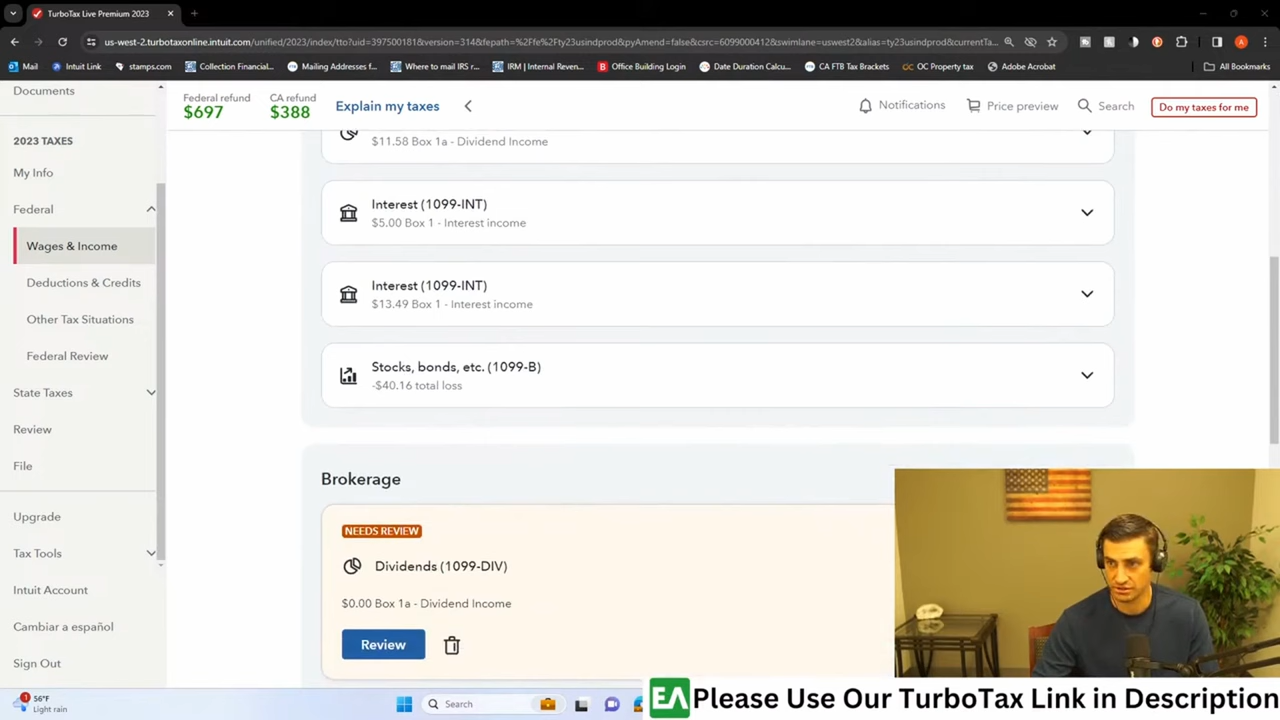 TurboTax Live Premium 2023
us-west-2.turbotaxonline.intuit.com/unified/2023/index/tto?uid=397500181&version=314&fepath=%2Ffe%2Fty23usindprod&pyAmend=false&csrc=6099000412&swimlane=uswest2&alias=ty23usindprod&currentTa...
Mail
Intuit Link
stamps.com
Collection Financial...
Mailing Addresses f...
Where to mail IRS r...
IRM | Internal Reven...
Office Building Login
Date Duration Calcu...
CA FTB Tax Brackets
OC Property tax
Adobe Acrobat
All Bookmarks
Documents
2023 TAXES
My Info
Federal
Wages & Income
Deductions & Credits
Other Tax Situations
Federal Review
State Taxes
Review
File
Upgrade
Tax Tools
Intuit Account
Cambiar a español
Sign Out
Federal refund
$697
CA refund
$388
Explain my taxes
Notifications
Price preview
Search
Do my taxes for me
$11.58 Box 1a - Dividend Income
Interest (1099-INT)
$5.00 Box 1 - Interest income
Interest (1099-INT)
$13.49 Box 1 - Interest income
Stocks, bonds, etc. (1099-B)
-$40.16 total loss
Brokerage
NEEDS REVIEW
Dividends (1099-DIV)
$0.00 Box 1a - Dividend Income
Review
1
56°F
Light rain
Search
EA Please Use Our TurboTax Link in Description